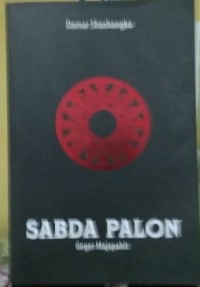 Damar Shashangka
SABDA PALON
Geger Majapahit